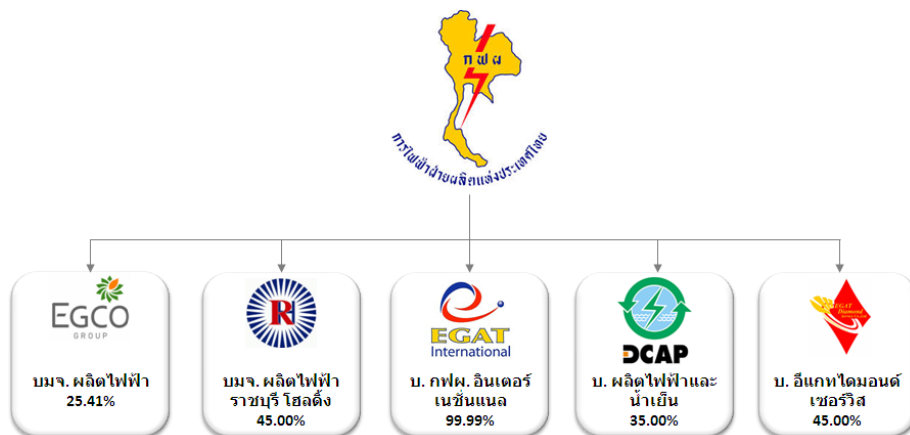 กฟผ
การไฟฟ้าฝ่ายผลิตแห่งประเทศไทย
EGCO
GROUP
บมจ. ผลิตไฟฟ้า
25.41%
R
บมจ. ผลิตไฟฟ้า
ราชบุรี โฮลดิ้ง
45.00%
EGAT
International
บ. กฟผ. อินเตอร์
เนชั่นแนล
99.99%
DCAP
บ. ผลิตไฟฟ้าและ
น้ำเย็น
35.00%
EGAT
Diamond
บ. อีแกทไดมอนด์
เซอร์วิส
45.00%